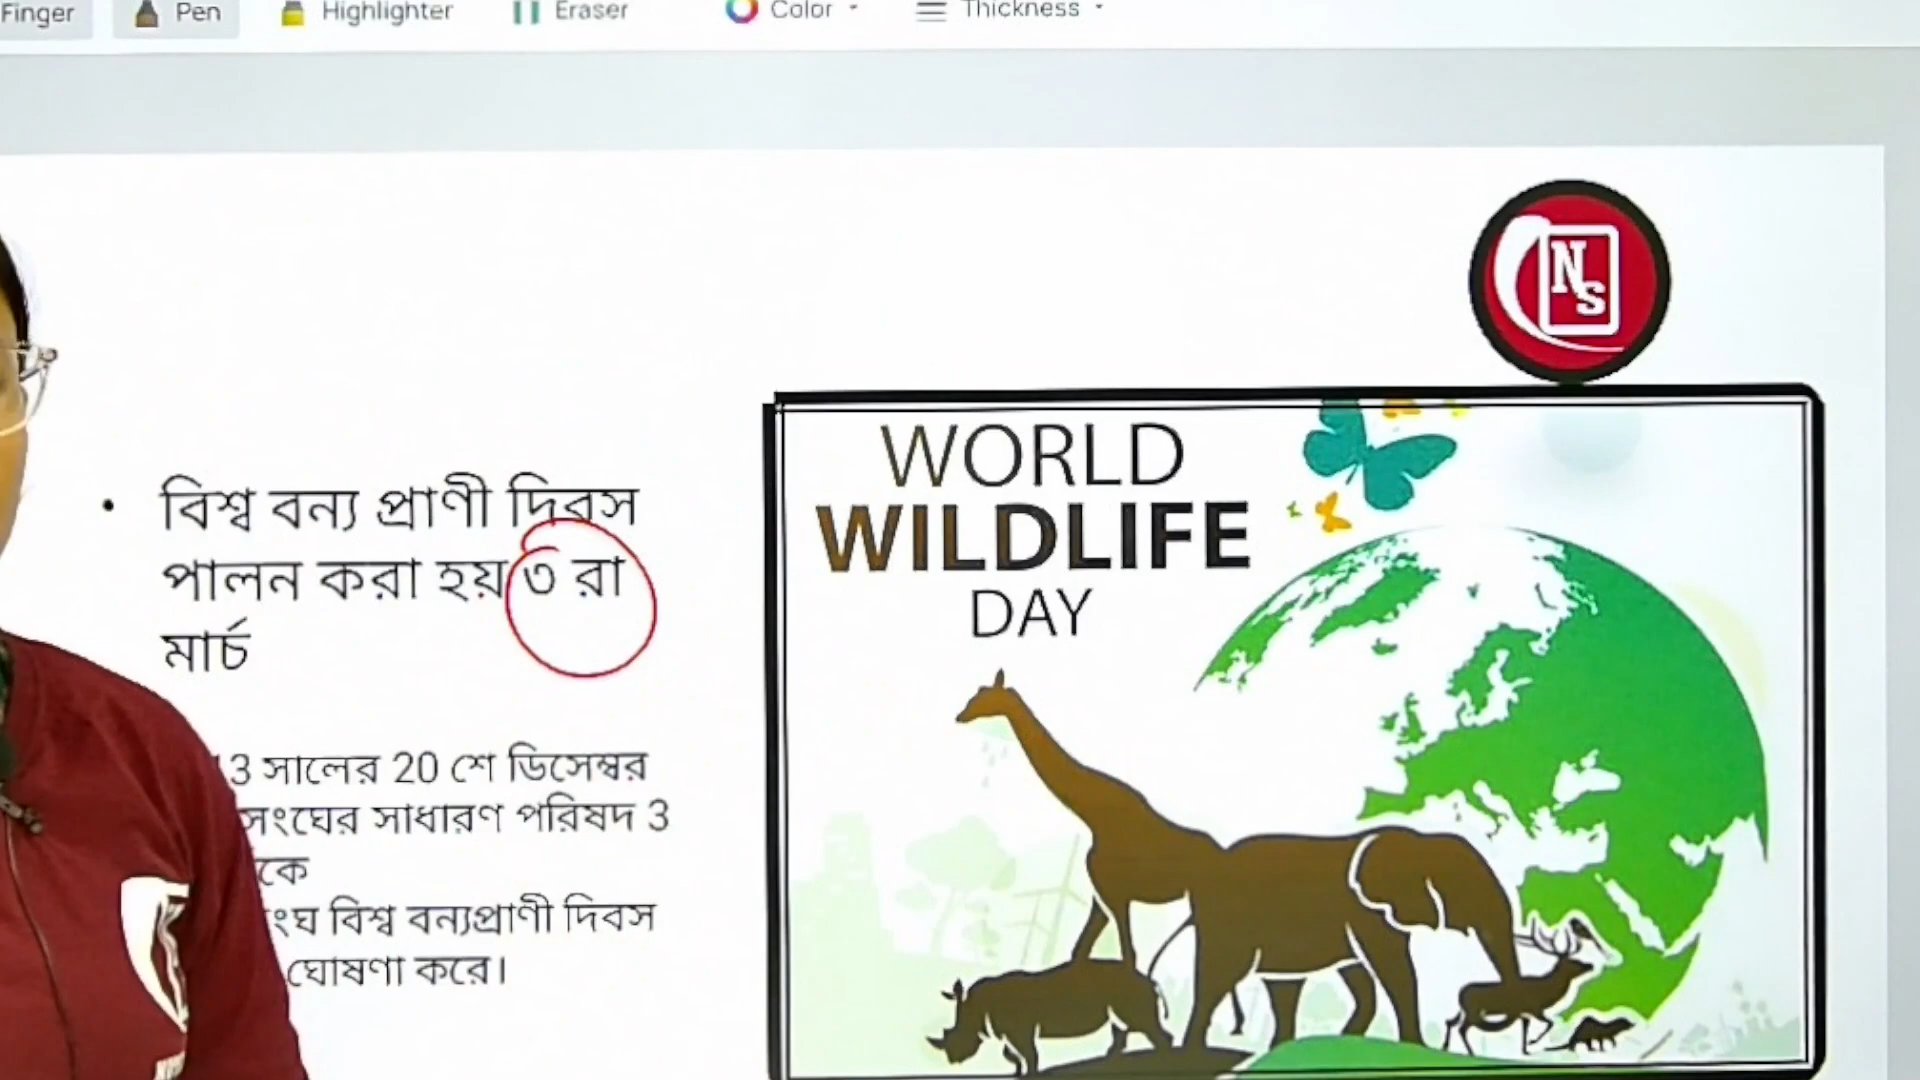 Finger Pen Highlighter Eraser Color Thickness
NS
WORLD
WILDLIFE
DAY
• বিশ্ব বন্য প্রাণী দিবস
পালন করা হয় ৩ রা
মার্চ
13 সালের 20 শে ডিসেম্বর
সংঘের সাধারণ পরিষদ 3
কে
ংঘ বিশ্ব বন্যপ্রাণী দিবস
ঘোষণা করে।